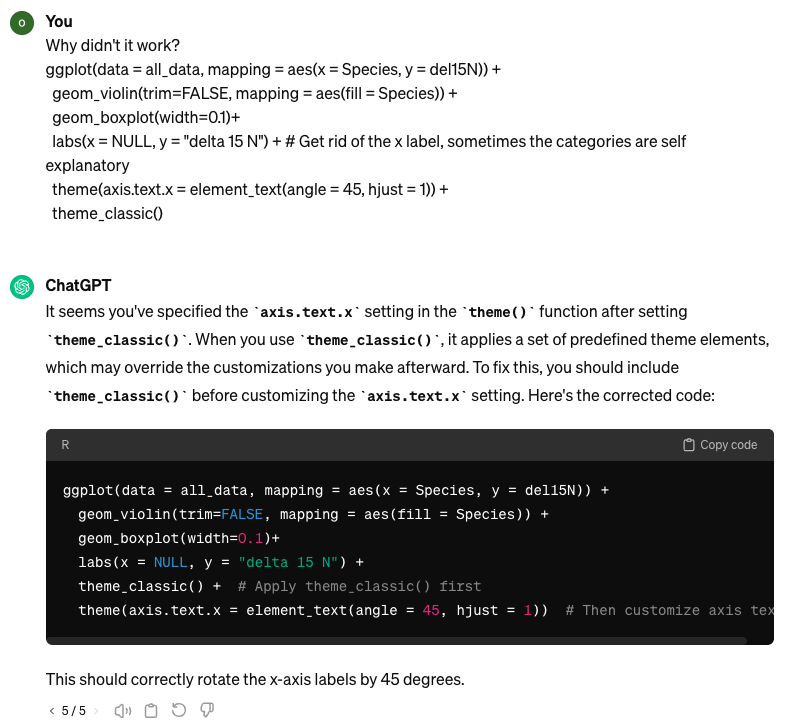 O
You
Why didn't it work?
ggplot(data = all_data, mapping = aes(x = Species, y = del15N)) +
  geom_violin(trim=FALSE, mapping = aes(fill = Species)) +
  geom_boxplot(width=0.1)+
  labs(x = NULL, y = "delta 15 N") + # Get rid of the x label, sometimes the categories are self
explanatory
  theme(axis.text.x = element_text(angle = 45, hjust = 1)) +
  theme_classic()
ChatGPT
It seems you've specified the `axis.text.x` setting in the `theme()` function after setting
`theme_classic()`. When you use `theme_classic()`, it applies a set of predefined theme elements,
which may override the customizations you make afterward. To fix this, you should include
`theme_classic()` before customizing the `axis.text.x` setting. Here's the corrected code:
R
Copy code
ggplot(data = all_data, mapping = aes(x = Species, y = del15N)) +
  geom_violin(trim=FALSE, mapping = aes(fill = Species)) +
  geom_boxplot(width=0.1)+
  labs(x = NULL, y = "delta 15 N") +
  theme_classic() +  # Apply theme_classic() first
  theme(axis.text.x = element_text(angle = 45, hjust = 1))  # Then customize axis tex
This should correctly rotate the x-axis labels by 45 degrees.
< 5 / 5 >